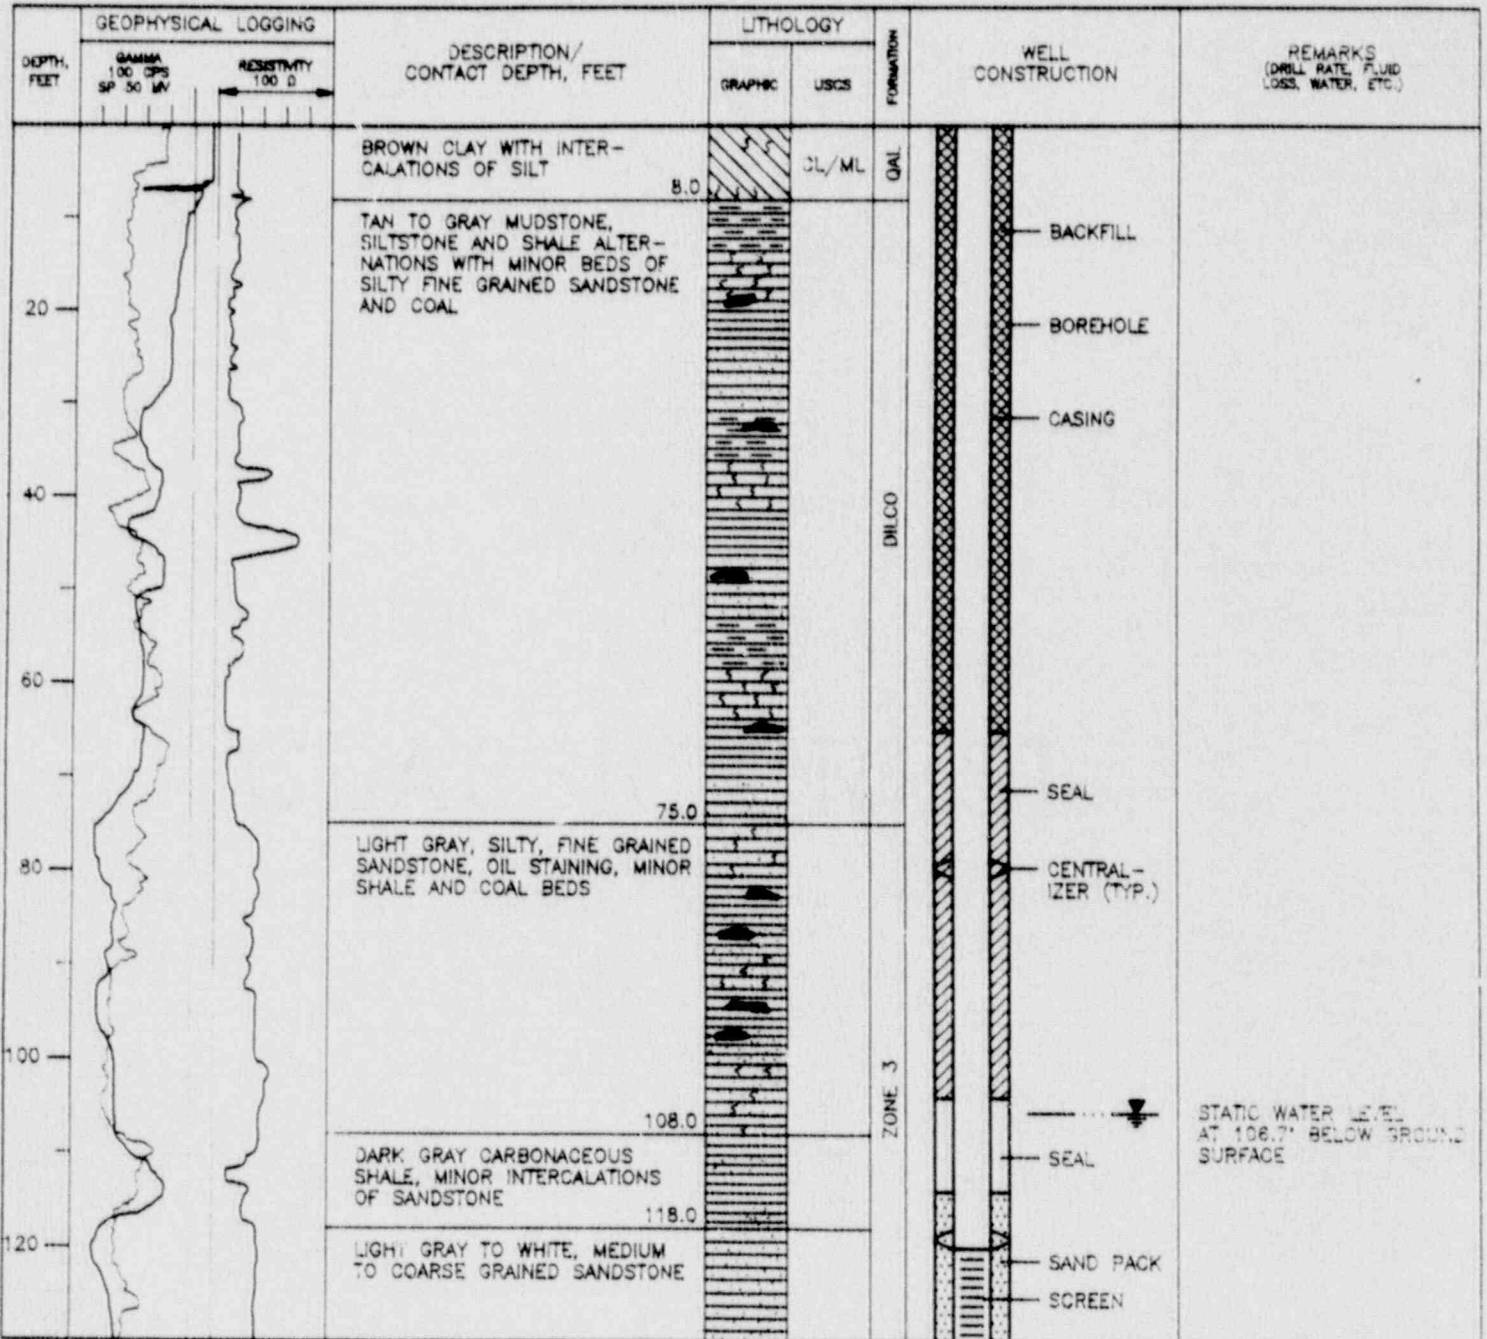 GEOPHYSICAL LOGGING
LITHOLOGY
DEPTH,
FEET
GAMMA
100 CPS
SP 50 MV
RESISTIVITY
100 Ω
DESCRIPTION/
CONTACT DEPTH, FEET
GRAPHIC
USCS
FORMATION
WELL
CONSTRUCTION
REMARKS
(DRILL RATE, FLUID
LOSS, WATER, ETC.)
BROWN CLAY WITH INTER-
CALATIONS OF SILT
8.0
CL/ML
QAL
TAN TO GRAY MUDSTONE,
SILTSTONE AND SHALE ALTER-
NATIONS WITH MINOR BEDS OF
SILTY FINE GRAINED SANDSTONE
AND COAL
BACKFILL
20
BOREHOLE
CASING
40
DILCO
60
SEAL
75.0
LIGHT GRAY, SILTY, FINE GRAINED
SANDSTONE, OIL STAINING, MINOR
SHALE AND COAL BEDS
80
CENTRAL-
IZER (TYP.)
100
ZONE 3
108.0
STATIC WATER LEVEL
AT 106.7' BELOW GROUND
SURFACE
DARK GRAY CARBONACEOUS
SHALE, MINOR INTERCALATIONS
OF SANDSTONE
118.0
SEAL
120
LIGHT GRAY TO WHITE, MEDIUM
TO COARSE GRAINED SANDSTONE
SAND PACK
SCREEN